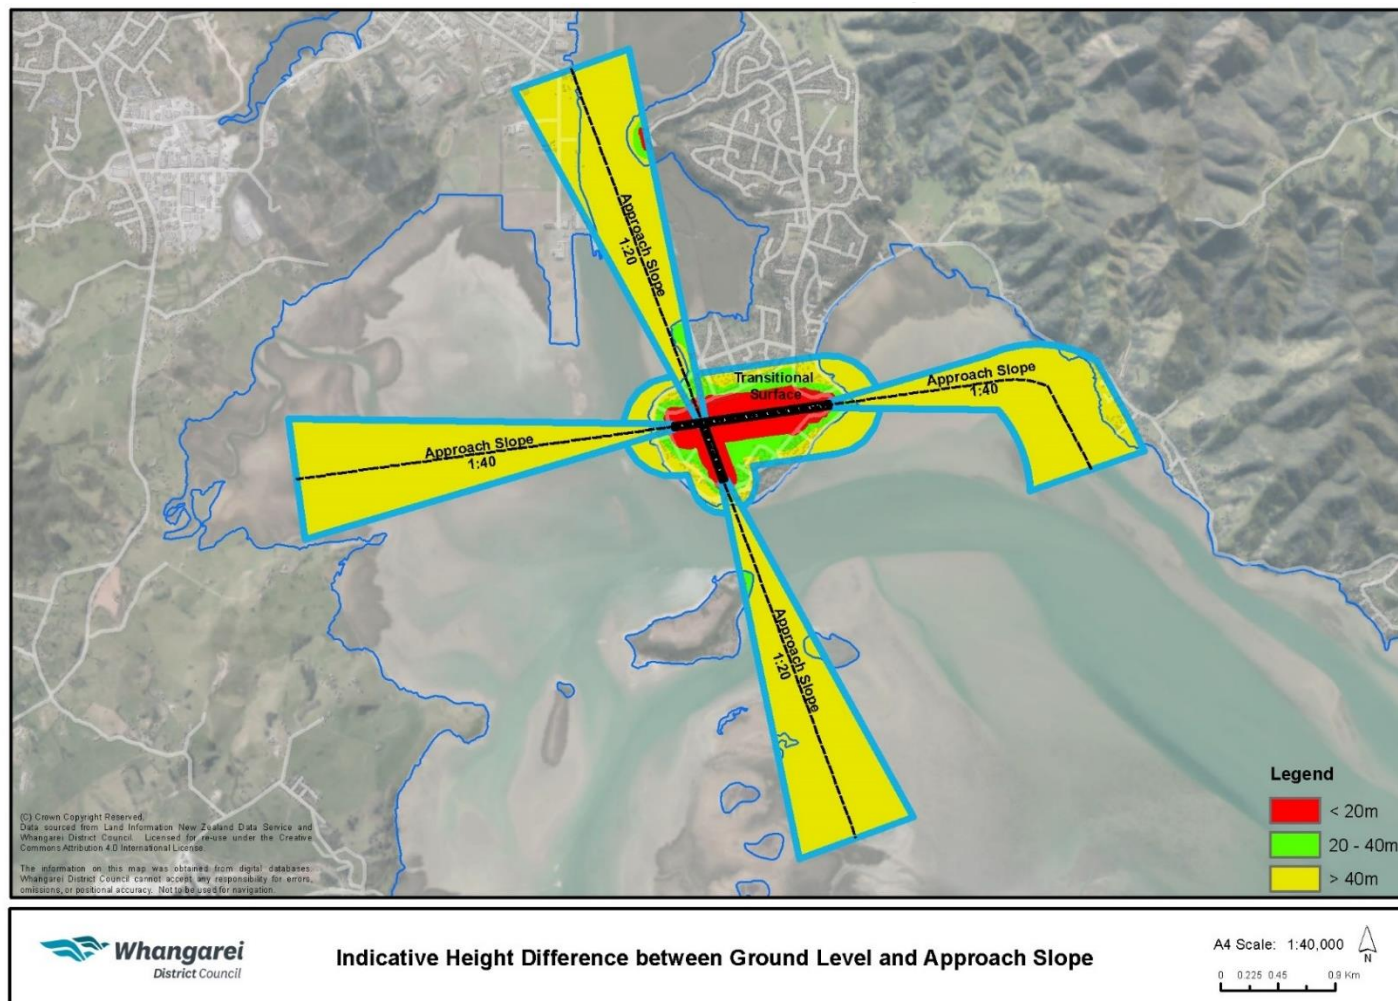 Approach Slope
1:20
Transitional
Surface
Approach Slope
1:40
Approach Slope
1:40
Approach Slope
1:20
Legend
< 20m
20 - 40m
> 40m
(C) Crown Copyright Reserved.
Data sourced from Land Information New Zealand Data Service and
Whangarei District Council. Licensed for re-use under the Creative
Commons Attribution 4.0 International License.
The information on this map was obtained from digital databases.
Whangarei District Council cannot accept any responsibility for errors,
omissions, or positional accuracy. Not to be used for navigation.
Whangarei
District Council
Indicative Height Difference between Ground Level and Approach Slope
A4 Scale: 1:40,000
N
0 0.225 0.45 0.9 Km